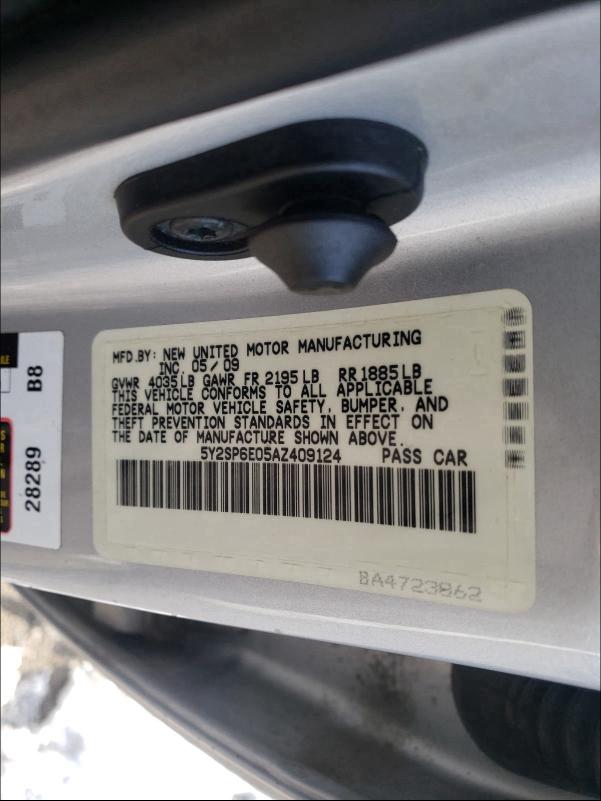 MFD.BY: NEW UNITED MOTOR MANUFACTURING
INC. 05/09
GVWR 4035LB GAWR FR 2195LB RR1885LB
THIS VEHICLE CONFORMS TO ALL APPLICABLE
FEDERAL MOTOR VEHICLE SAFETY, BUMPER, AND
THEFT PREVENTION STANDARDS IN EFFECT ON
THE DATE OF MANUFACTURE SHOWN ABOVE.
5Y2SP6E05AZ409124 PASS CAR
BA4723862
28289 B8